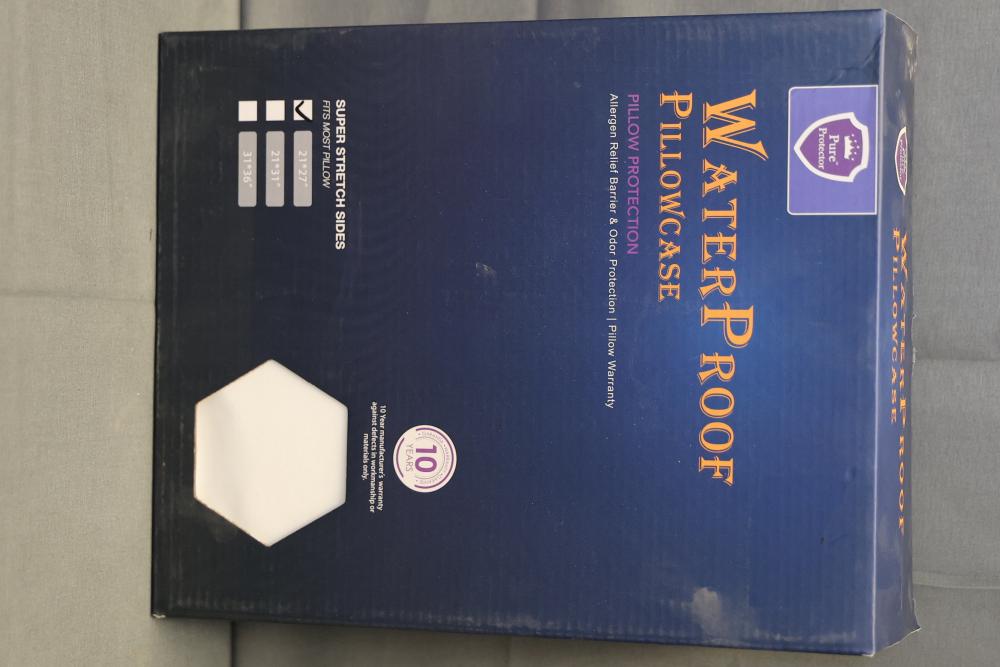 Pure™
Protector
WATERPROOF
PILLOWCASE
PILLOW PROTECTION
Allergen Relief Barrier & Odor Protection | Pillow Warranty
SUPER STRETCH SIDES
FITS MOST PILLOW
21*27"
21*31"
31*36"
10
YEARS
10 Year manufacturer's warranty
against defects in workmanship or
materials only.
WATERPROOF
PILLOWCASE